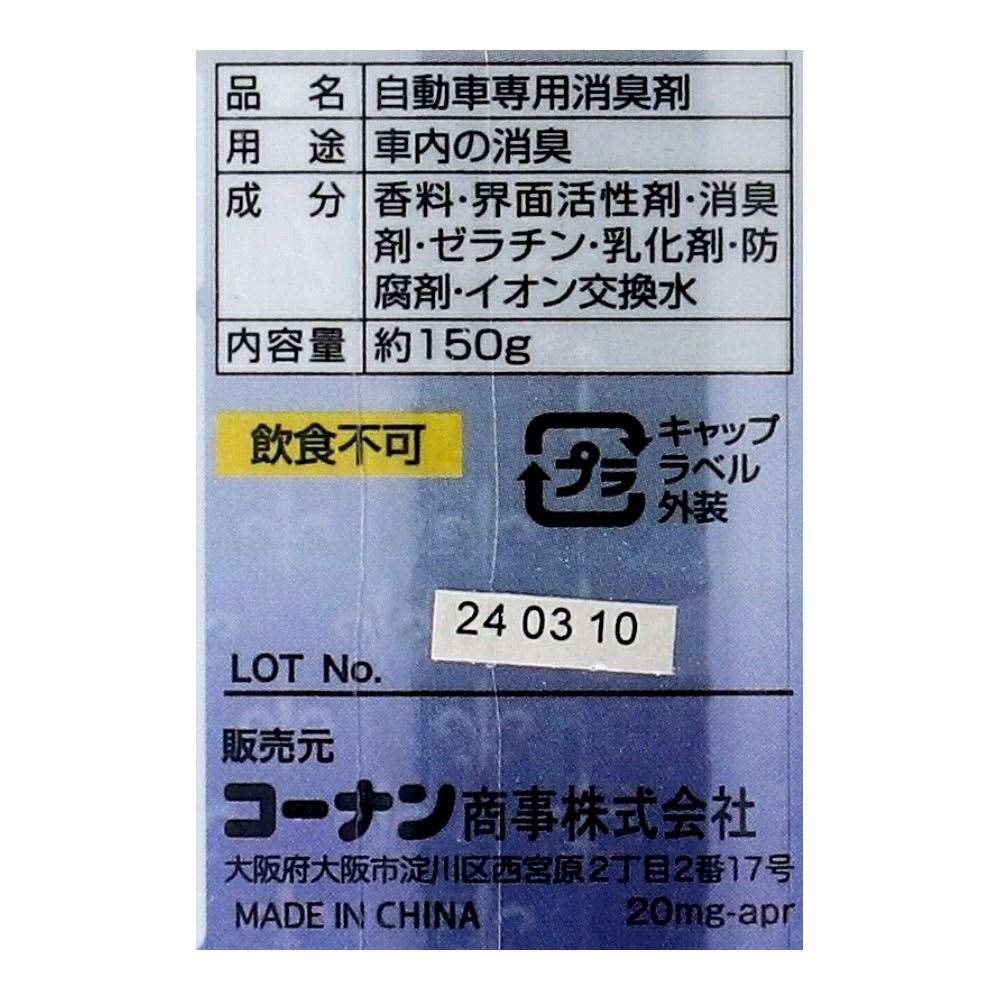 品名 自動車専用消臭剤
用途 車内の消臭
成分 香料・界面活性剤・消臭
剤・ゼラチン・乳化剤・防
腐剤・イオン交換水
内容量 約150g
飲食不可
プラ
キャップ
ラベル
外装
24 03 10
LOT No.
販売元
コーナン商事株式会社
大阪府大阪市淀川区西宮原2丁目2番17号
MADE IN CHINA 20mg-apr